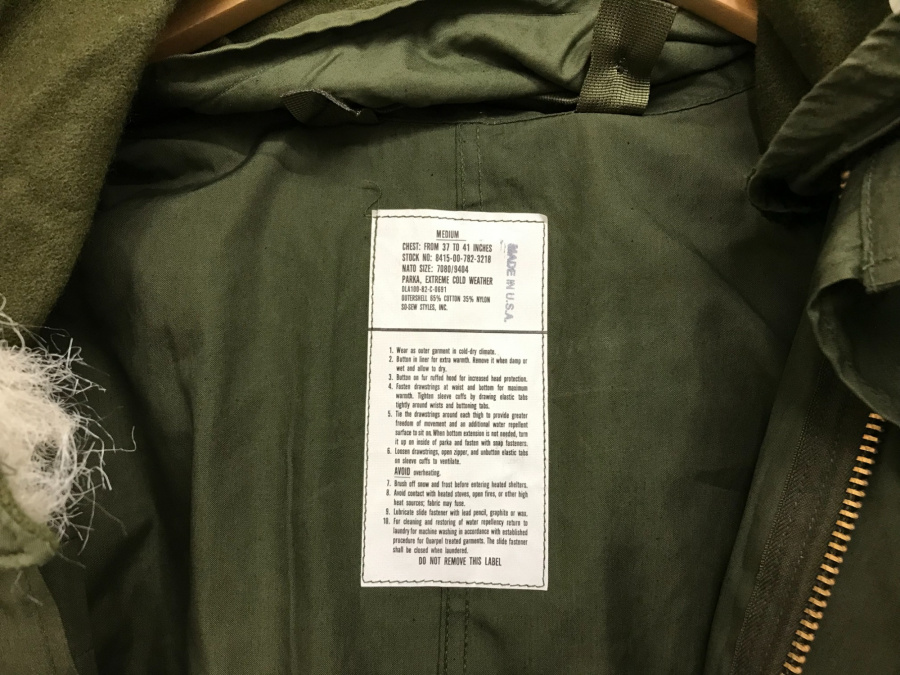 MEDIUM
CHEST: FROM 37 TO 41 INCHES
STOCK NO: 8415-00-782-3218
NATO SIZE: 7080/9404
PARKA, EXTREME COLD WEATHER
DLA100-82-C-0691
OUTERSHELL 65% COTTON 35% NYLON
SO-SEW STYLES, INC.
MADE IN U.S.A.
1. Wear as outer garment in cold-dry climate.
2. Button in liner for extra warmth. Remove it when damp or
wet and allow to dry.
3. Button on fur ruffed hood for increased head protection.
4. Fasten drawstrings at waist and bottom for maximum
warmth. Tighten sleeve cuffs by drawing elastic tabs
tightly around wrists and buttoning tabs.
5. Tie the drawstrings around each thigh to provide greater
freedom of movement and an additional water repellent
surface to sit on. When bottom extension is not needed, turn
it up on inside of parka and fasten with snap fasteners.
6. Loosen drawstrings, open zipper, and unbutton elastic tabs
on sleeve cuffs to ventilate.
AVOID overheating.
7. Brush off snow and frost before entering heated shelters.
8. Avoid contact with heated stoves, open fires, or other high
heat sources; fabric may fuse.
9. Lubricate slide fastener with lead pencil, graphite or wax.
10. For cleaning and restoring of water repellency return to
laundry for machine washing in accordance with established
procedure for Quarpel treated garments. The slide fastener
shall be closed when laundered.
DO NOT REMOVE THIS LABEL